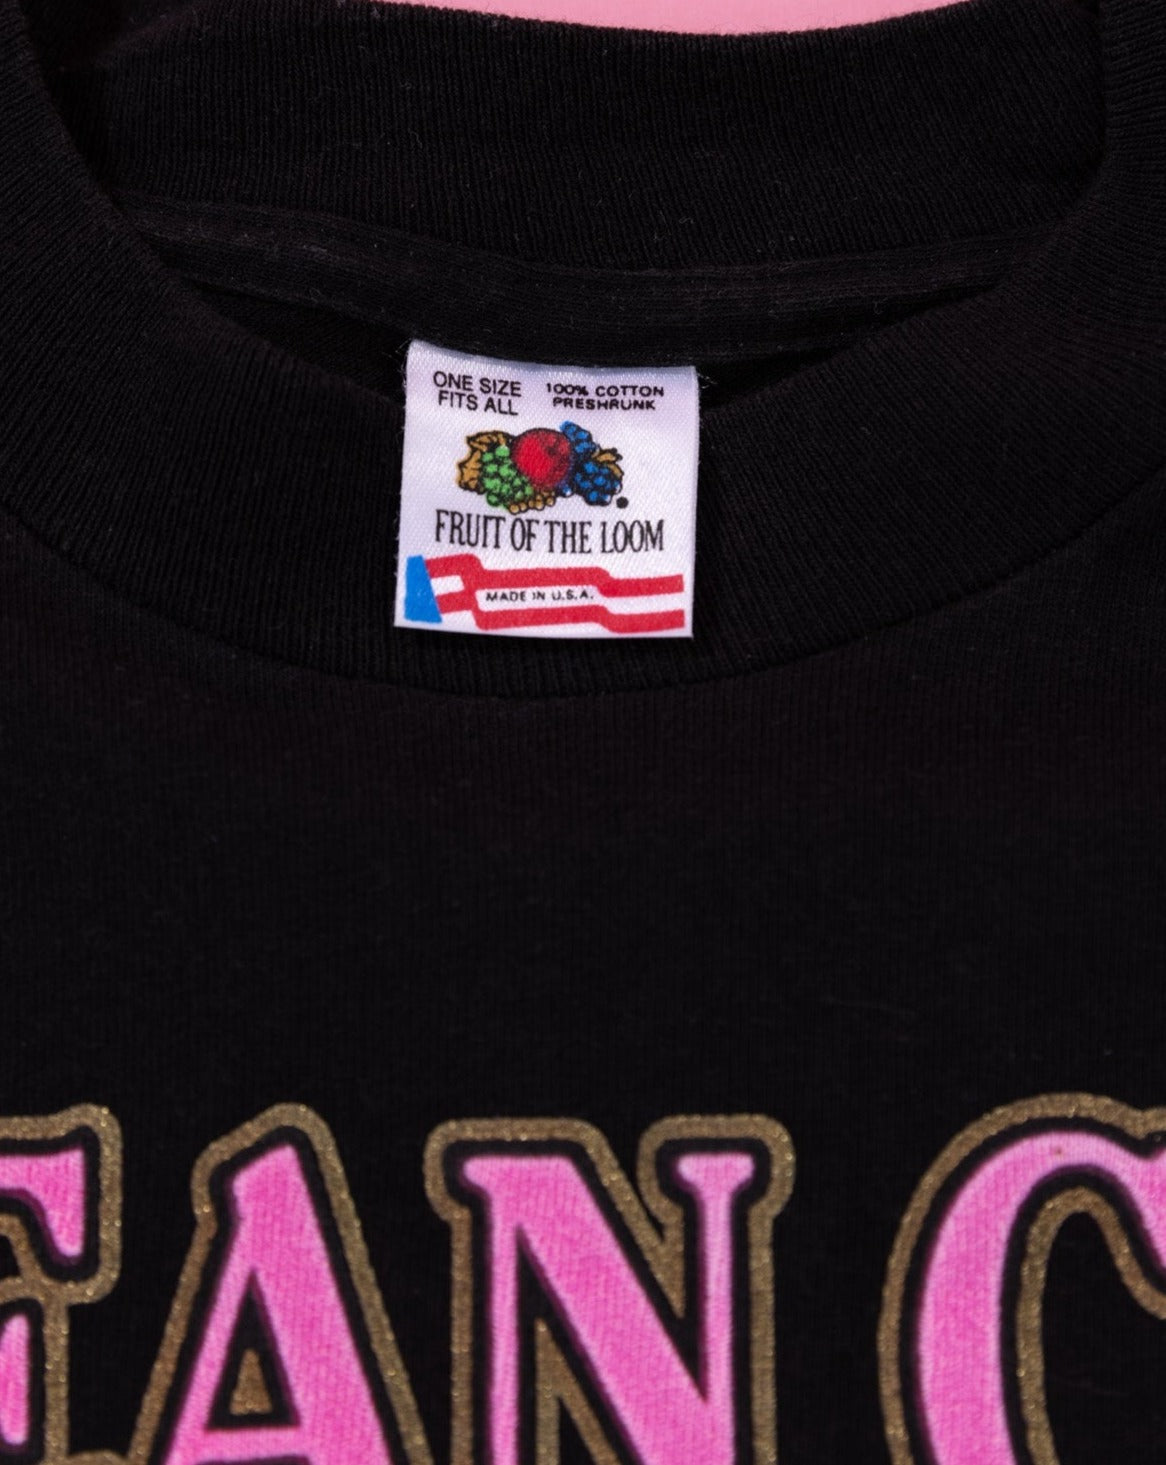 ONE SIZE
FITS ALL
100% COTTON
PRESHRUNK
FRUIT OF THE LOOM
MADE IN U.S.A.
EAN C